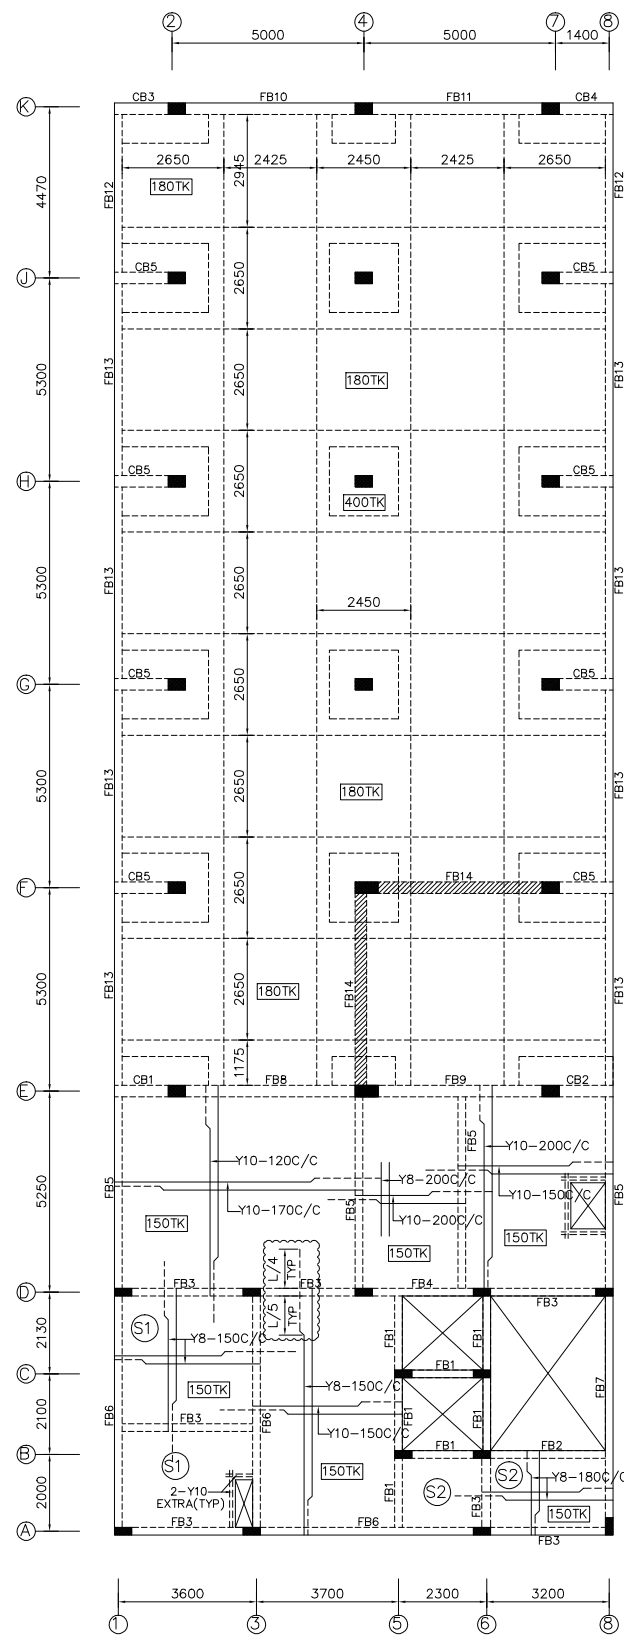 2 4 7 8
5000 5000 1400
K CB3 FB10 FB11 CB4
2650 2425 2450 2425 2650
2945
180TK
FB12 FB12
4470
J CB5 CB5
2650
FB13 180TK FB13
5300
2650
H CB5 CB5
2650
400TK
FB13 FB13
5300
2650
2450
G CB5 CB5
2650
FB13 180TK FB13
5300
2650
F CB5 FB14 CB5
2650
FB13 180TK FB14 FB13
5300
2650
1175
E CB1 FB8 FB9 CB2
FB5
Y10-120C/C Y8-200C/C Y10-200C/C
FB5 FB5 FB5
5250
Y10-170C/C Y10-200C/C Y10-150C/C
150TK 150TK 150TK
L/4 TYP
D FB3 FB3 FB4 FB3
L/5 TYP
S1
2130
Y8-150C/C
FB1 FB1
C FB1
150TK Y8-150C/C
FB7
2100
FB6 FB3 FB6 FB1 FB1
Y10-150C/C
B FB1 FB2
S1 150TK S2 S2
2-Y10
EXTRA(TYP)
Y8-180C/C
2000
FB1 FB3 150TK
A FB3 FB6 FB3
3600 3700 2300 3200
1 3 5 6 8